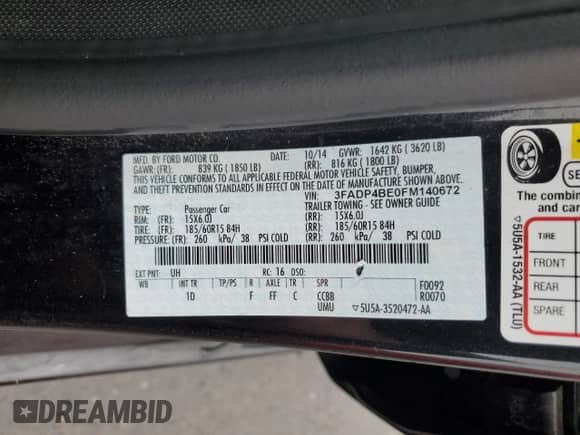 MFD. BY FORD MOTOR CO.
DATE: 10/14 GVWR: 1642 KG ( 3620 LB)
GAWR: (FR): 839 KG ( 1850 LB) (RR): 816 KG ( 1800 LB)
THIS VEHICLE CONFORMS TO ALL APPLICABLE FEDERAL MOTOR VEHICLE SAFETY, BUMPER,
AND THEFT PREVENTION STANDARDS IN EFFECT ON THE DATE OF MANUFACTURE SHOWN ABOVE.
VIN: 3FADP4BE0FM140672
TYPE: Passenger Car TRAILER TOWING - SEE OWNER GUIDE
RIM: (FR): 15X6.0J (RR): 15X6.0J
TIRE: (FR): 185/60R15 84H (RR): 185/60R15 84H
PRESSURE: (FR): 260 kPa/ 38 PSI COLD (RR): 260 kPa/ 38 PSI COLD
EXT PNT: UH RC: 16 DSO:
WB INT TR TP/PS R AXLE TR SPR F0092
1D F FF C CCBB R0070
UMU ▽5U5A-3S20472-AA
The combin
and car
TIRE
FRONT
REAR
SPARE
▽5U5A-1532-AA (TLU)
DREAMBID